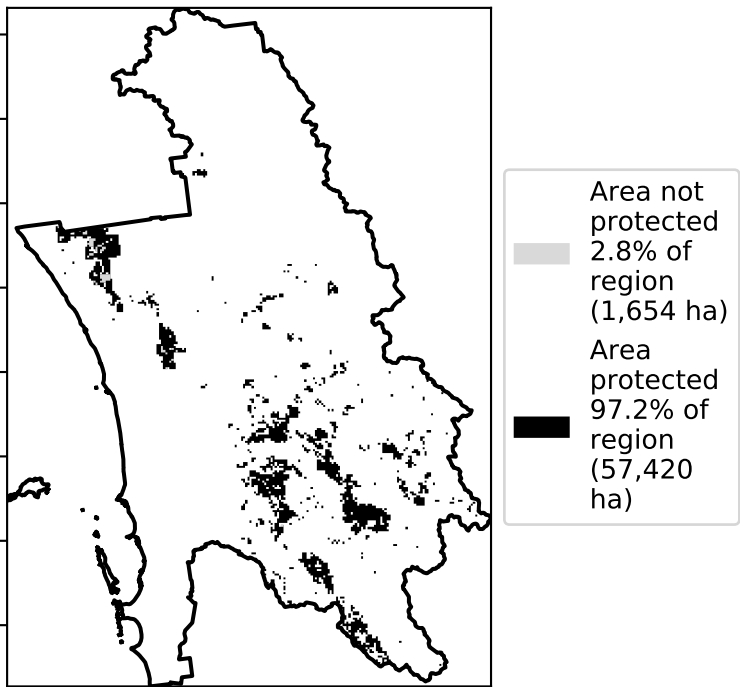 Area not
protected
2.8% of
region
(1,654 ha)
Area
protected
97.2% of
region
(57,420
ha)